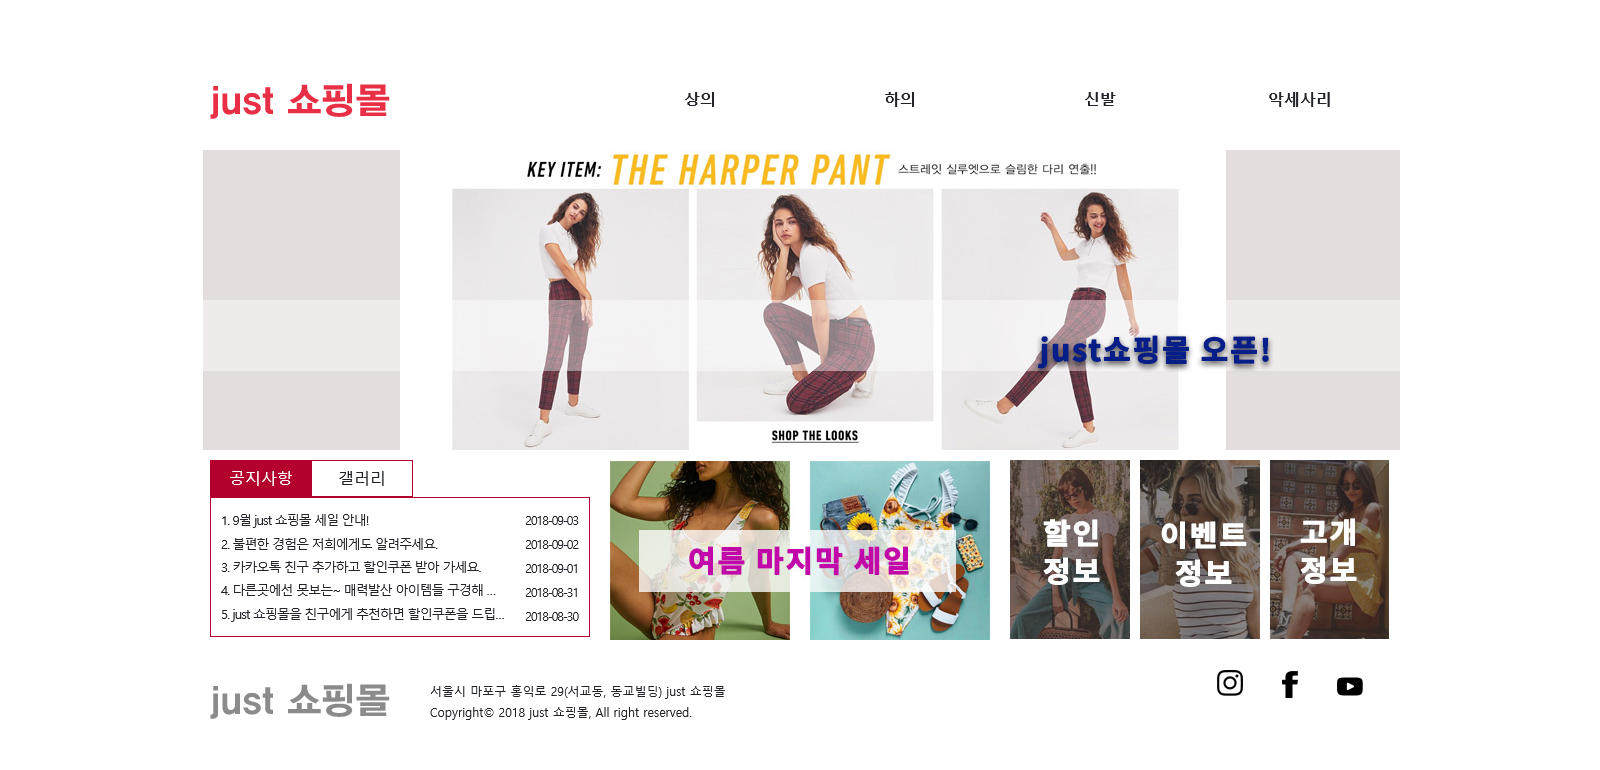 just 쇼핑몰
상의 하의 신발 악세사리
KEY ITEM: THE HARPER PANT 스트레잇 실루엣으로 슬림한 다리 연출!!
just쇼핑몰 오픈!
SHOP THE LOOKS
공지사항 갤러리
1. 9월 just 쇼핑몰 세일 안내! 2018-09-03
2. 불편한 경험은 저희에게도 알려주세요. 2018-09-02
3. 카카오톡 친구 추가하고 할인쿠폰 받아 가세요. 2018-09-01
4. 다른곳에선 못보는~ 매력발산 아이템들 구경해 ... 2018-08-31
5. just 쇼핑몰을 친구에게 추천하면 할인쿠폰을 드립... 2018-08-30
여름 마지막 세일
할인
정보
이벤트
정보
고개
정보
just 쇼핑몰
서울시 마포구 홍익로 29(서교동, 동교빌딩) just 쇼핑몰
Copyright© 2018 just 쇼핑몰, All right reserved.